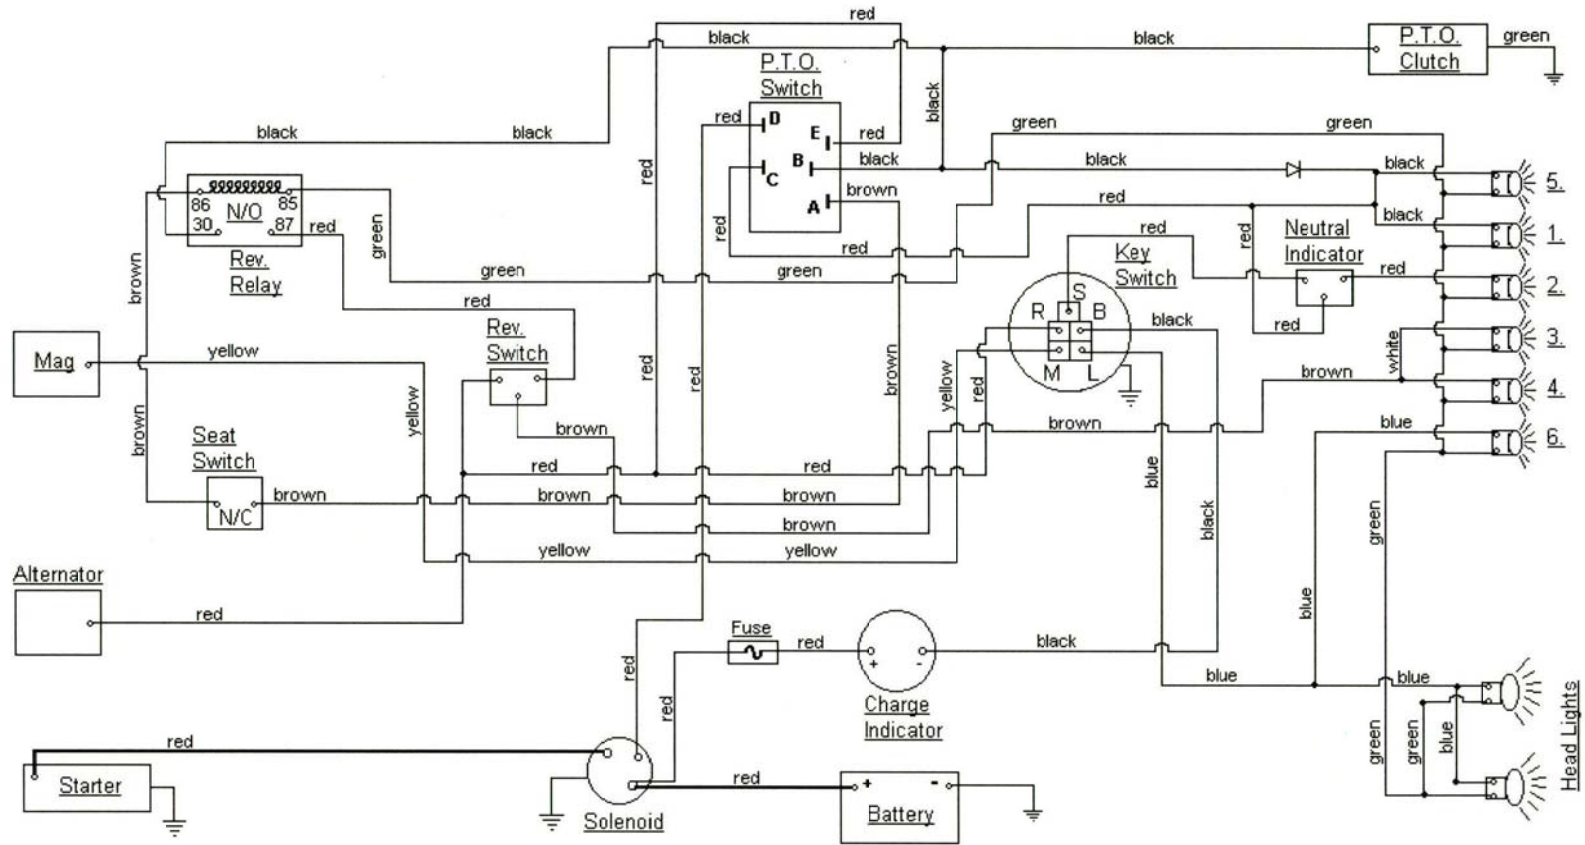 red
black
black
P.T.O.
Clutch
green
P.T.O.
Switch
black
red
D
E
red
green
green
black
black
C
B
black
black
black
5.
86
85
30
N/O
87
red
A
brown
red
Rev.
Relay
green
red
red
red
red
Key
Switch
red
Neutral
Indicator
black
1.
brown
green
green
red
S
R
B
black
red
red
2.
Mag
yellow
Rev.
Switch
red
red
brown
M
L
yellow
red
white
3.
brown
4.
brown
yellow
Seat
Switch
N/C
brown
brown
red
red
brown
blue
6.
brown
brown
brown
yellow
yellow
blue
black
green
Alternator
red
Fuse
red
+
-
black
blue
red
red
Charge
Indicator
blue
blue
red
Starter
Solenoid
red
+
-
Battery
green
green
blue
Head Lights